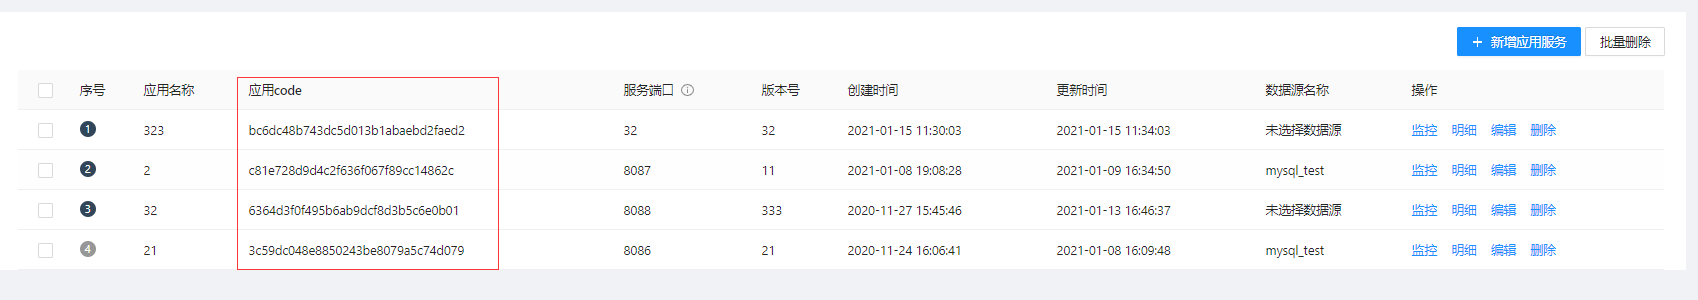 + 新增应用服务 批量删除
序号 应用名称 应用code 服务端口 版本号 创建时间 更新时间 数据源名称 操作
1 323 bc6dc48b743dc5d013b1abaebd2faed2 32 32 2021-01-15 11:30:03 2021-01-15 11:34:03 未选择数据源 监控 明细 编辑 删除
2 2 c81e728d9d4c2f636f067f89cc14862c 8087 11 2021-01-08 19:08:28 2021-01-09 16:34:50 mysql_test 监控 明细 编辑 删除
3 32 6364d3f0f495b6ab9dcf8d3b5c6e0b01 8088 333 2020-11-27 15:45:46 2021-01-13 16:46:37 未选择数据源 监控 明细 编辑 删除
4 21 3c59dc048e8850243be8079a5c74d079 8086 21 2020-11-24 16:06:41 2021-01-08 16:09:48 mysql_test 监控 明细 编辑 删除